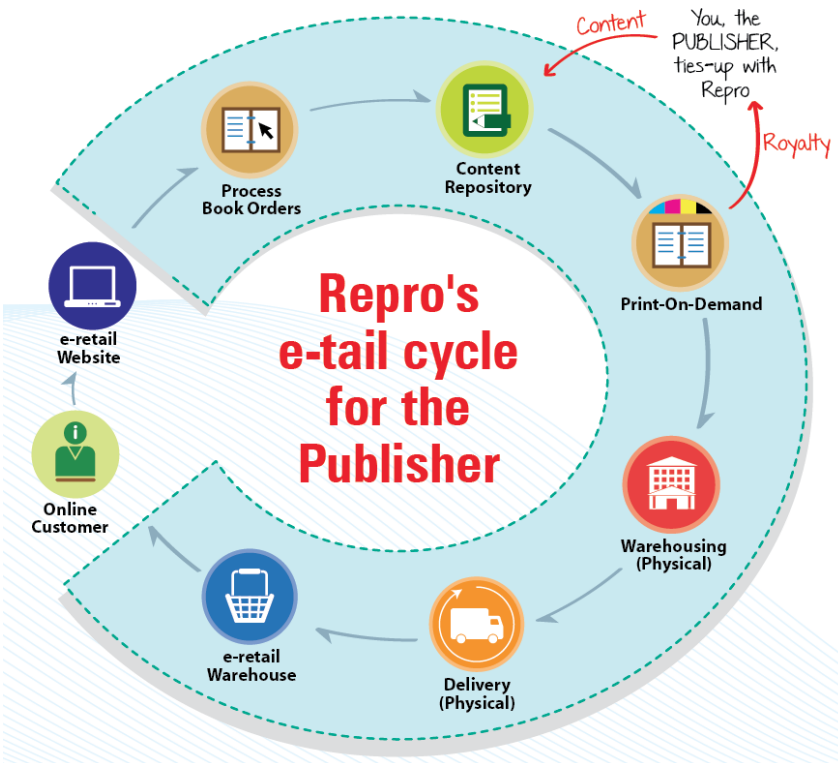 Content
You, the
PUBLISHER,
ties-up with
Repro
Royalty
Process
Book Orders
Content
Repository
Print-On-Demand
e-retail
Website
Repro's
e-tail cycle
for the
Publisher
Online
Customer
Warehousing
(Physical)
e-retail
Warehouse
Delivery
(Physical)
i